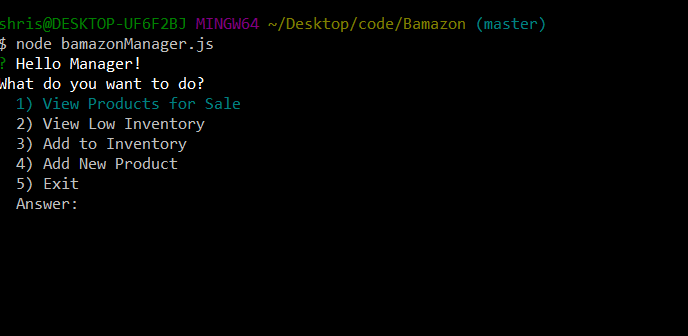 shris@DESKTOP-UF6F2BJ MINGW64 ~/Desktop/code/Bamazon (master)
$ node bamazonManager.js
? Hello Manager!
What do you want to do?
1) View Products for Sale
2) View Low Inventory
3) Add to Inventory
4) Add New Product
5) Exit
Answer: